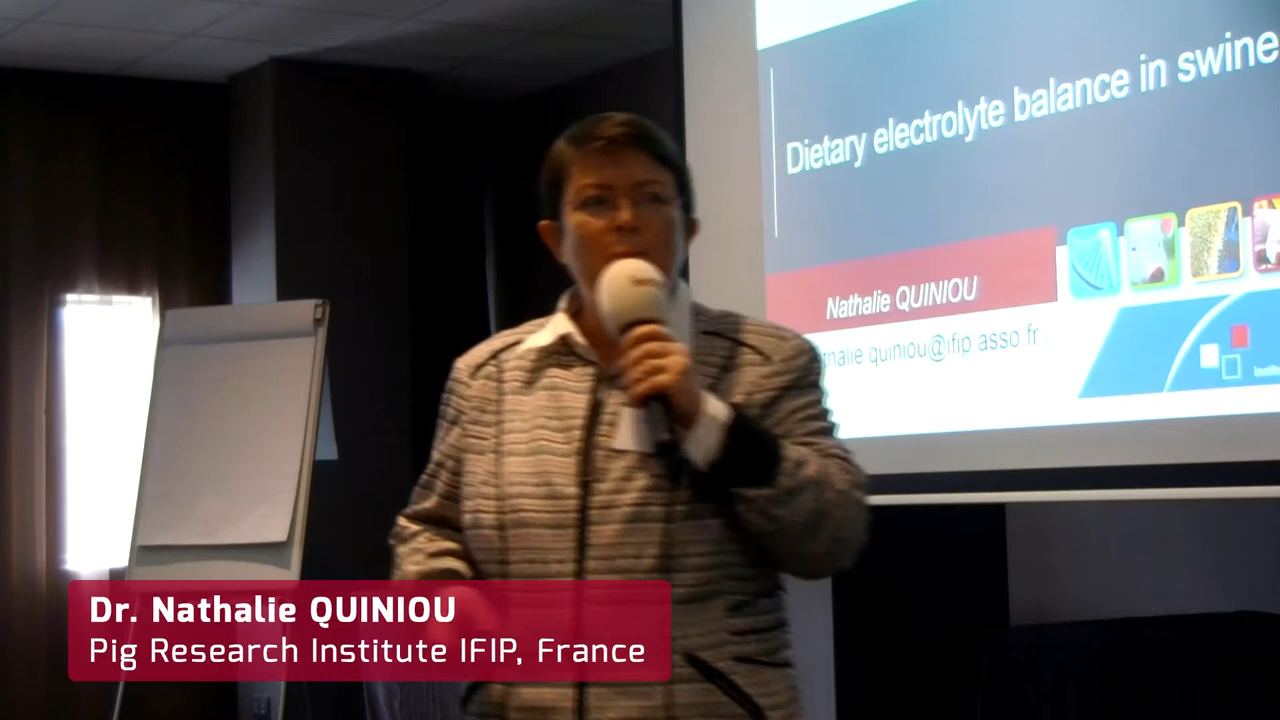 Dietary electrolyte balance in swine
Nathalie QUINIOU
quiniou@ifip.asso.fr
Dr. Nathalie QUINIOU
Pig Research Institute IFIP, France